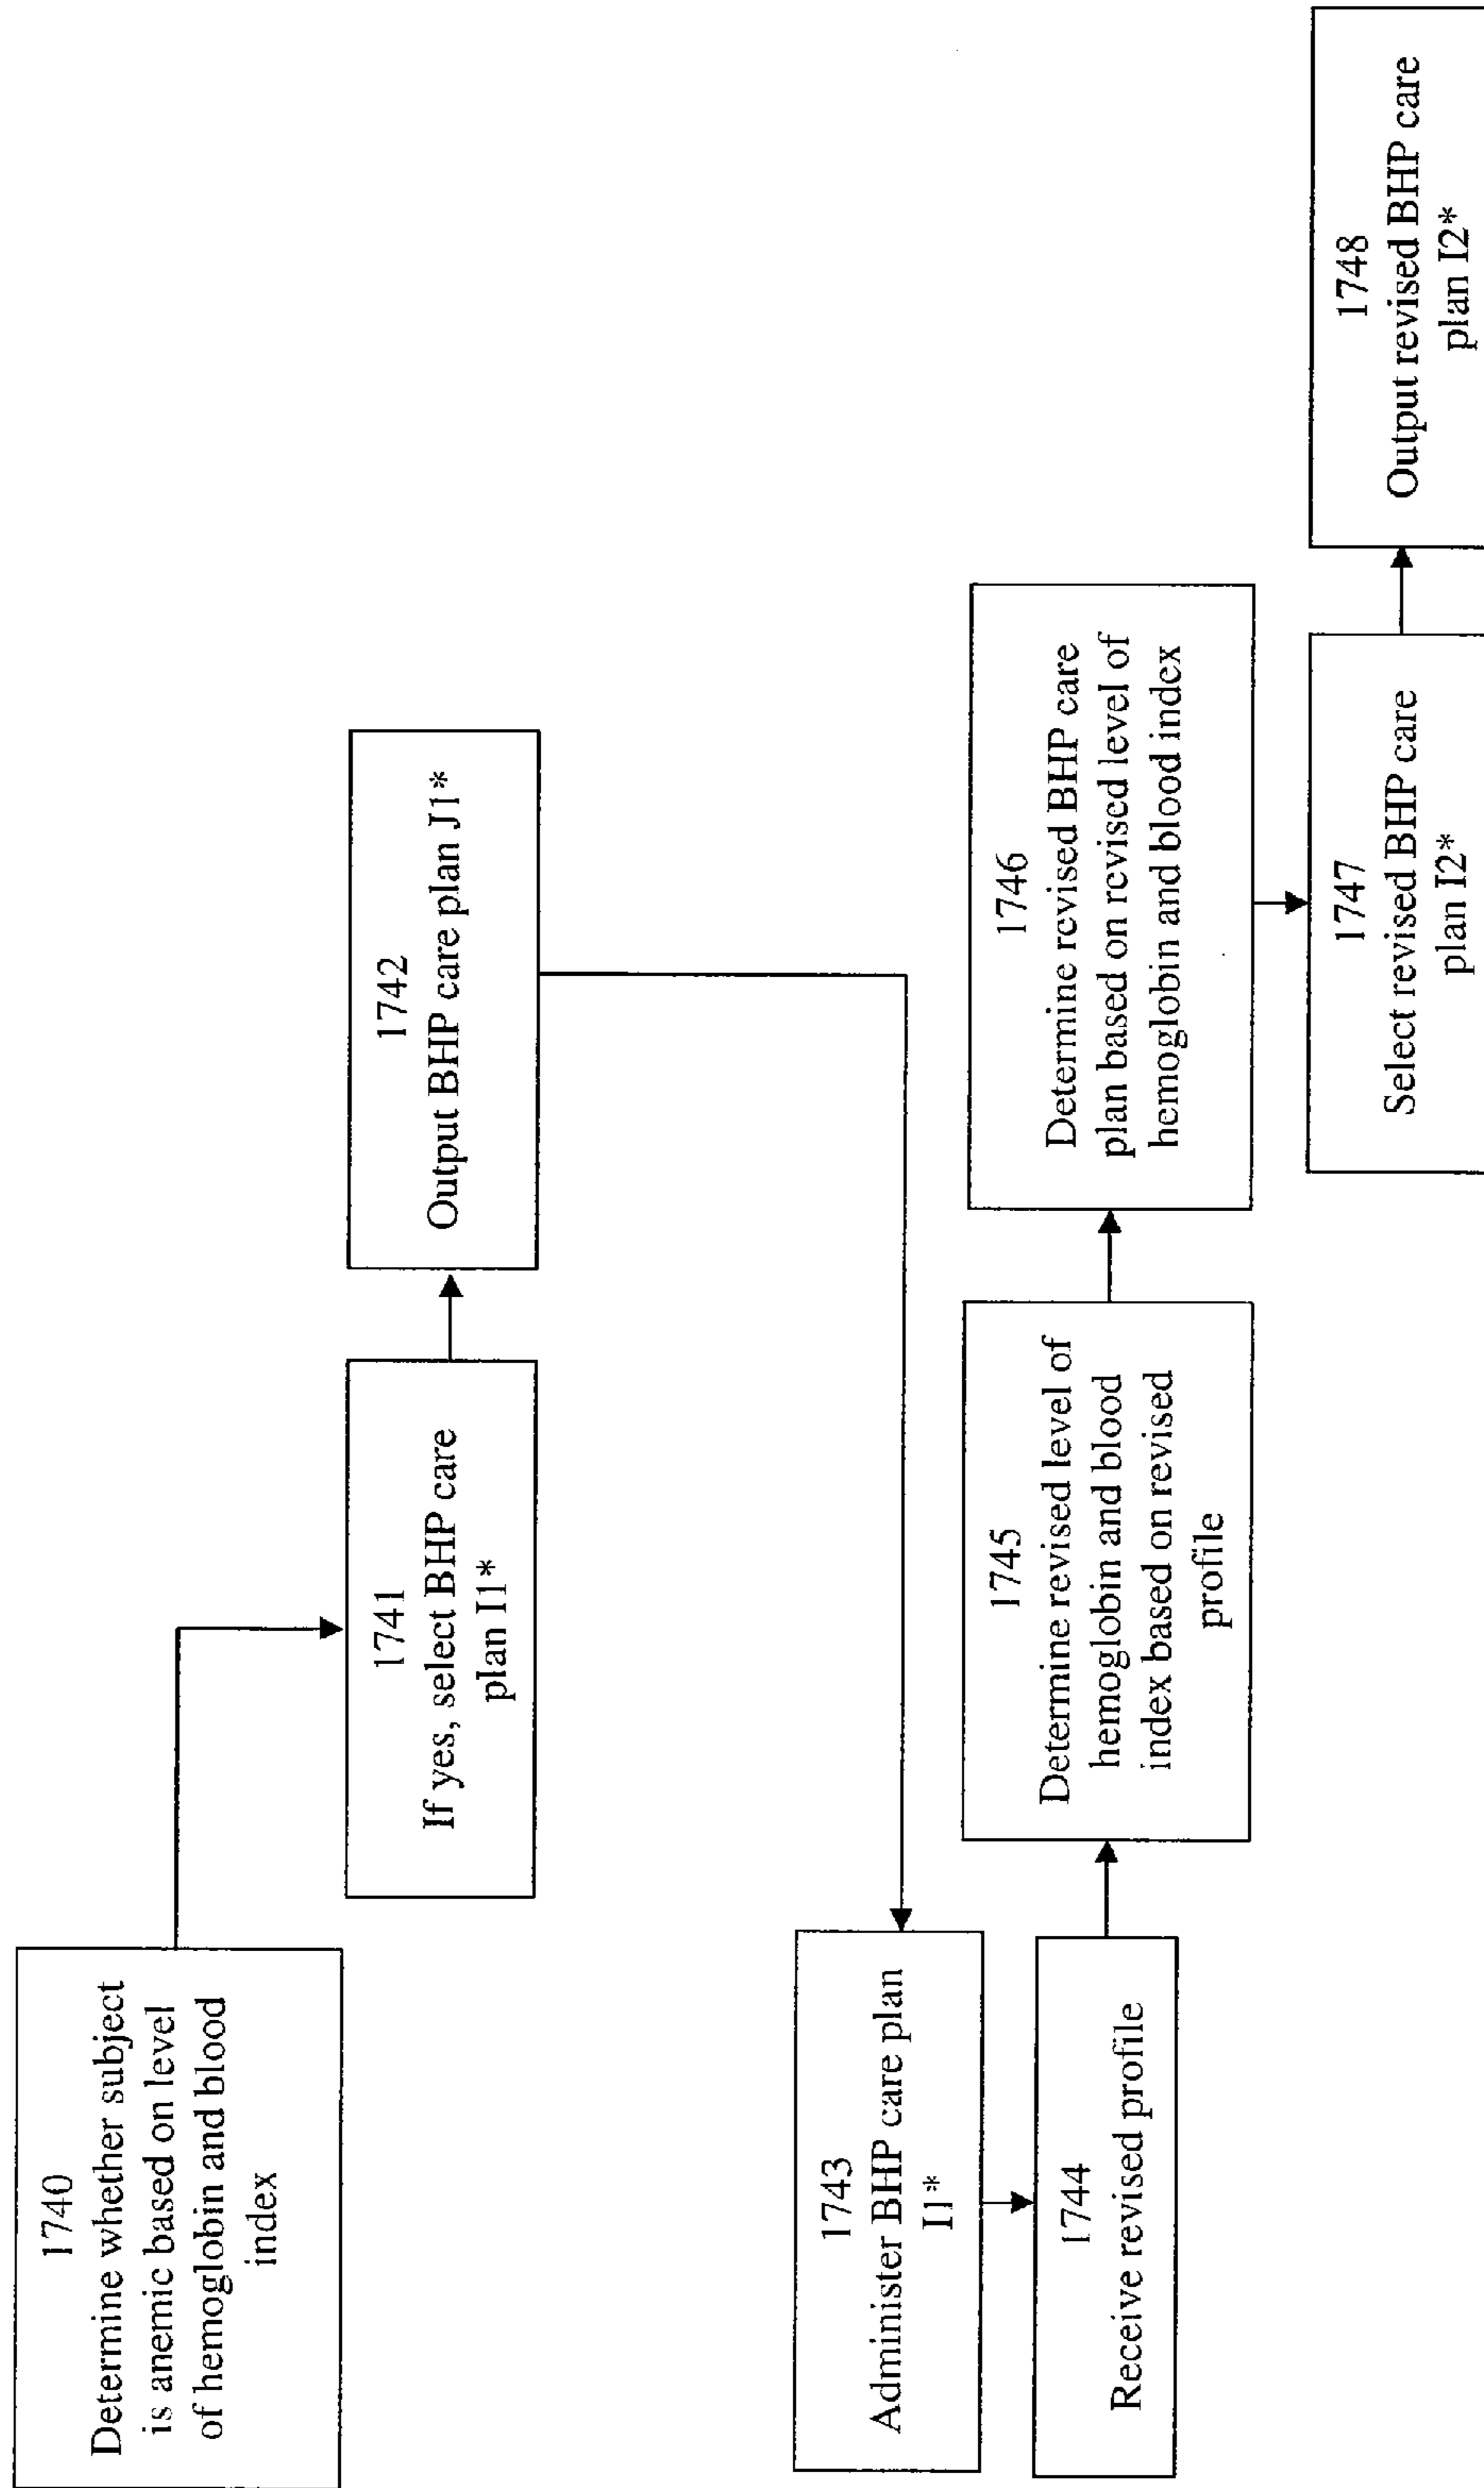 1740
Determine whether subject
is anemic based on level
of hemoglobin and blood
index
1741
If yes, select BHP care
plan I1*
1742
Output BHP care plan J1*
1743
Administer BHP care plan
I1*
1744
Receive revised profile
1745
Determine revised level of
hemoglobin and blood
index based on revised
profile
1746
Determine revised BHP care
plan based on revised level of
hemoglobin and blood index
1747
Select revised BHP care
plan I2*
1748
Output revised BHP care
plan I2*